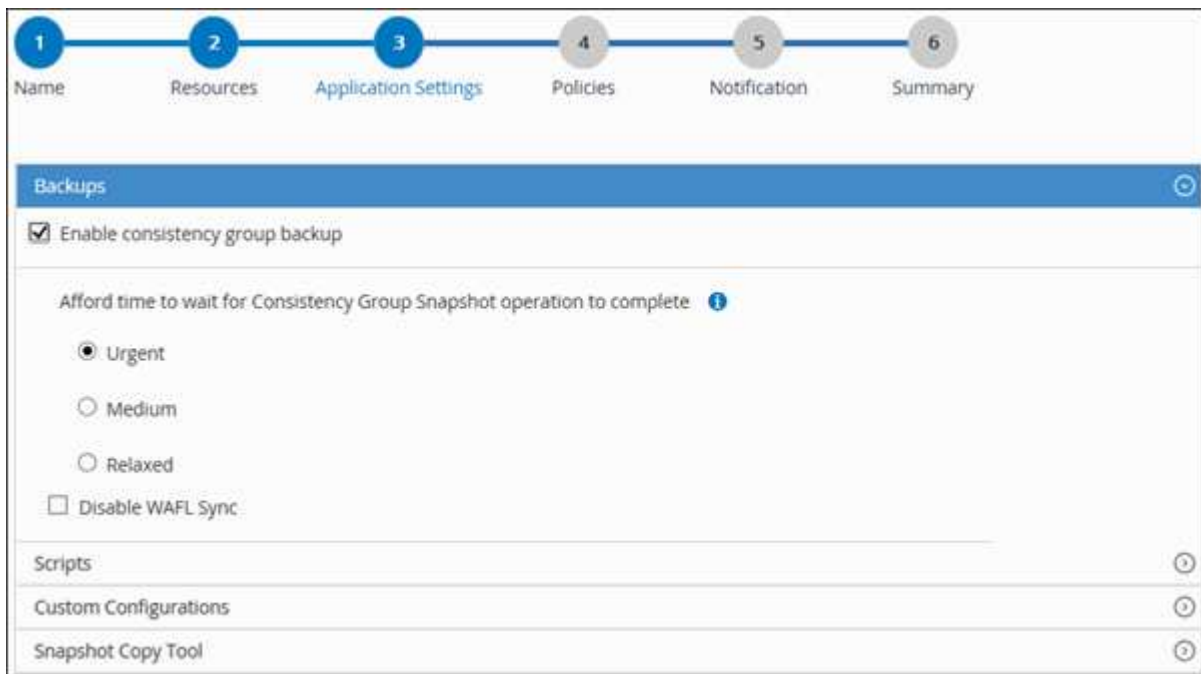 1 2 3 4 5 6
Name Resources Application Settings Policies Notification Summary
Backups
Enable consistency group backup
Afford time to wait for Consistency Group Snapshot operation to complete i
Urgent
Medium
Relaxed
Disable WAFL Sync
Scripts
Custom Configurations
Snapshot Copy Tool